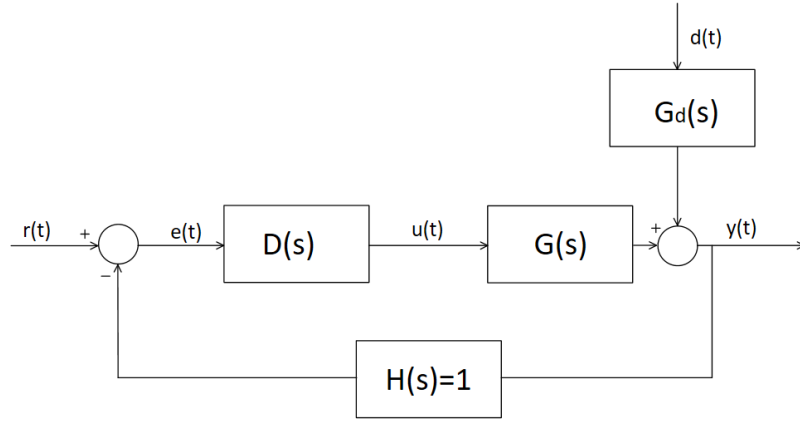 d(t)
Gd(s)
r(t)
+
e(t)
D(s)
u(t)
G(s)
+
y(t)
−
H(s)=1